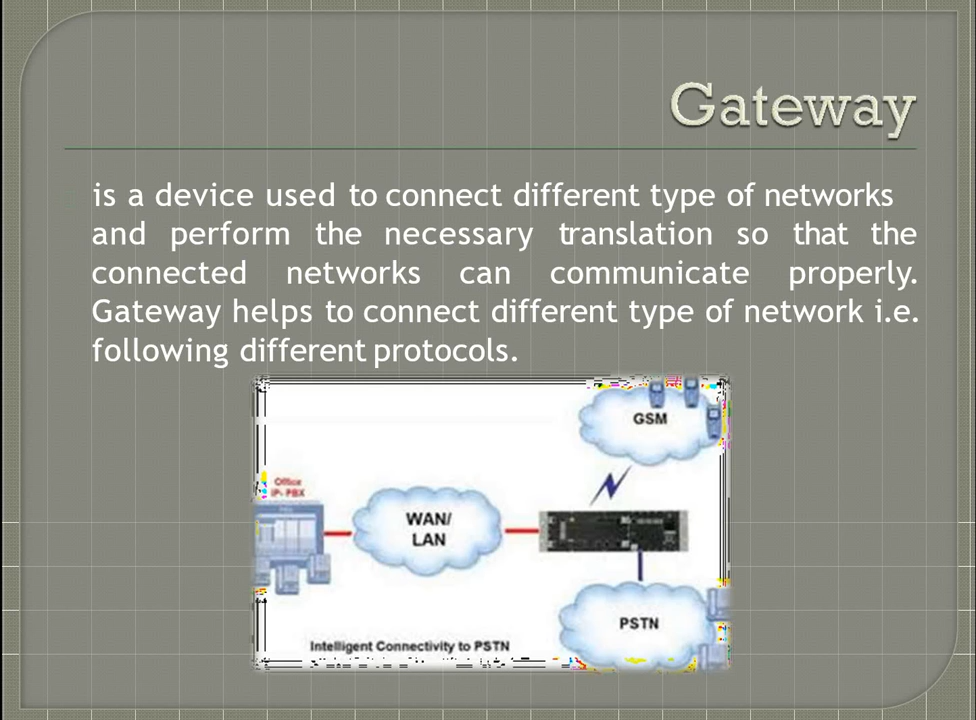 Gateway
is a device used to connect different type of networks
and perform the necessary translation so that the
connected networks can communicate properly.
Gateway helps to connect different type of network i.e.
following different protocols.
GSM
Office
IP- PBX
WAN/
LAN
PSTN
Intelligent Connectivity to PSTN